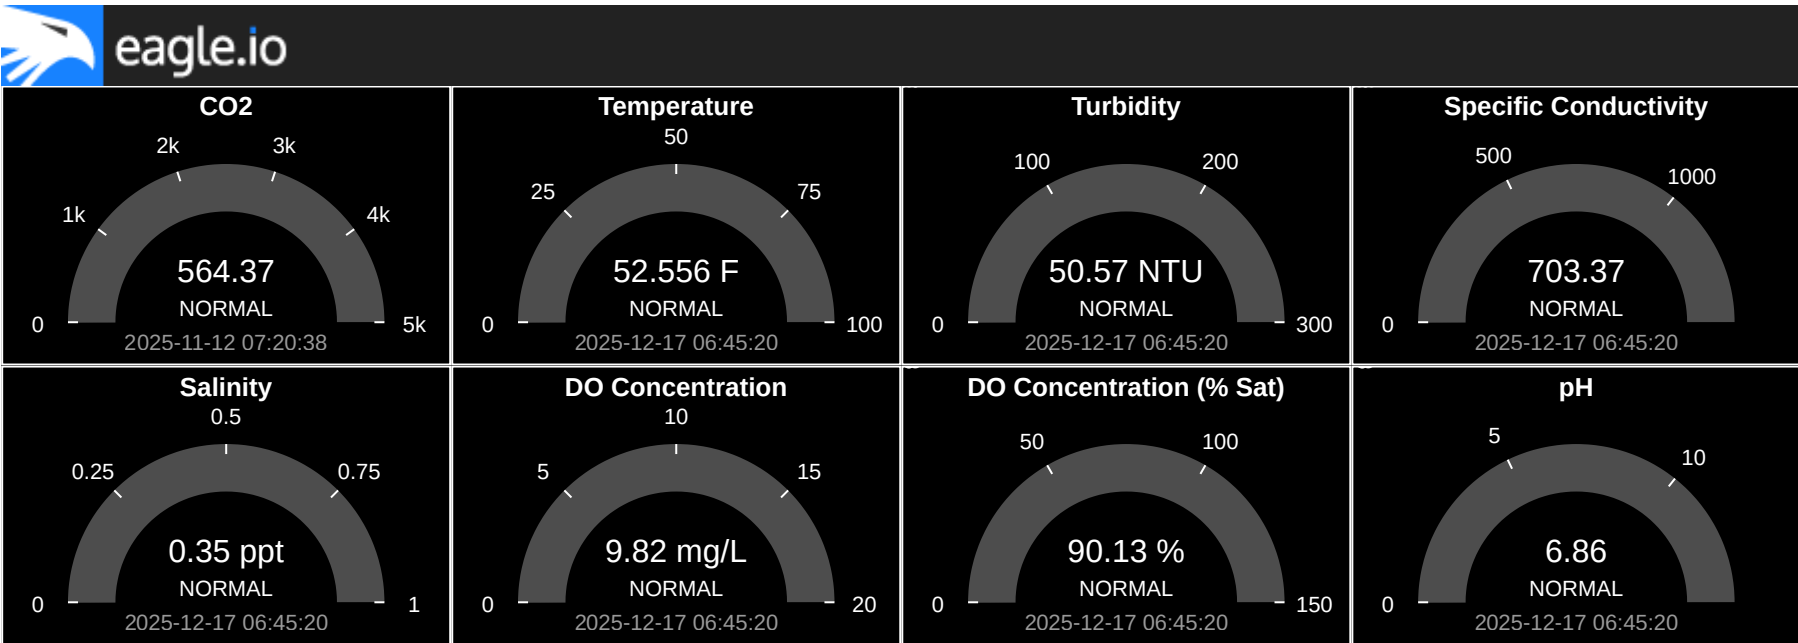 eagle.io
CO2
2k
3k
1k
4k
564.37
NORMAL
0
5k
2025-11-12 07:20:38
Temperature
50
25
75
52.556 F
NORMAL
0
100
2025-12-17 06:45:20
Turbidity
100
200
50.57 NTU
NORMAL
0
300
2025-12-17 06:45:20
Specific Conductivity
500
1000
703.37
NORMAL
0
2025-12-17 06:45:20
Salinity
0.5
0.25
0.75
0.35 ppt
NORMAL
0
1
2025-12-17 06:45:20
DO Concentration
10
5
15
9.82 mg/L
NORMAL
0
20
2025-12-17 06:45:20
DO Concentration (% Sat)
50
100
90.13 %
NORMAL
0
150
2025-12-17 06:45:20
pH
5
10
6.86
NORMAL
0
2025-12-17 06:45:20